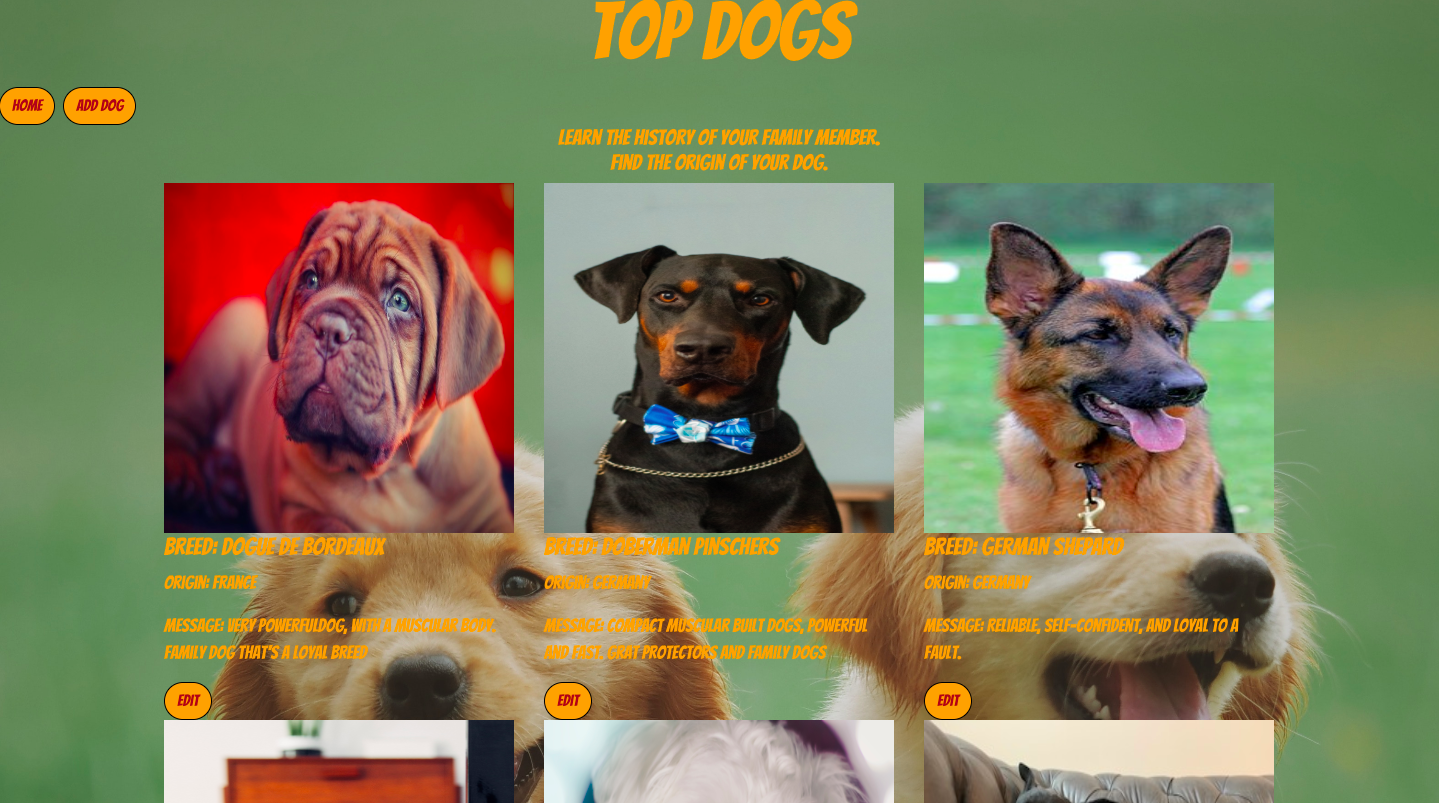 TOP DOGS
HOME ADD DOG
LEARN THE HISTORY OF YOUR FAMILY MEMBER.
FIND THE ORIGIN OF YOUR DOG.
BREED: DOGUE DE BORDEAUX
ORIGIN: FRANCE
MESSAGE: VERY POWERFULDOG, WITH A MUSCULAR BODY.
FAMILY DOG THAT'S A LOYAL BREED
EDIT
BREED: DOBERMAN PINSCHERS
ORIGIN: GERMANY
MESSAGE: COMPACT MUSCULAR BUILT DOGS, POWERFUL
AND FAST, GRAT PROTECTORS AND FAMILY DOGS
EDIT
BREED: GERMAN SHEPARD
ORIGIN: GERMANY
MESSAGE: RELIABLE, SELF-CONFIDENT, AND LOYAL TO A
FAULT.
EDIT